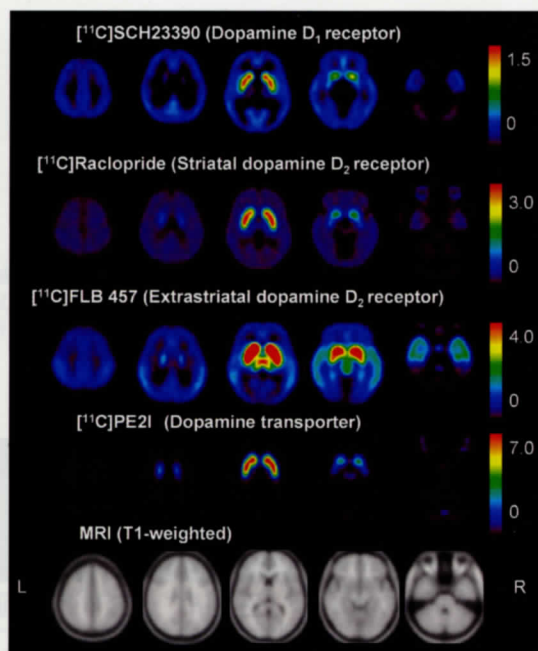 [¹¹C]SCH23390 (Dopamine D₁ receptor)
1.5
0
[¹¹C]Raclopride (Striatal dopamine D₂ receptor)
3.0
0
[¹¹C]FLB 457 (Extrastriatal dopamine D₂ receptor)
4.0
0
[¹¹C]PE2I (Dopamine transporter)
7.0
0
MRI (T1-weighted)
L R